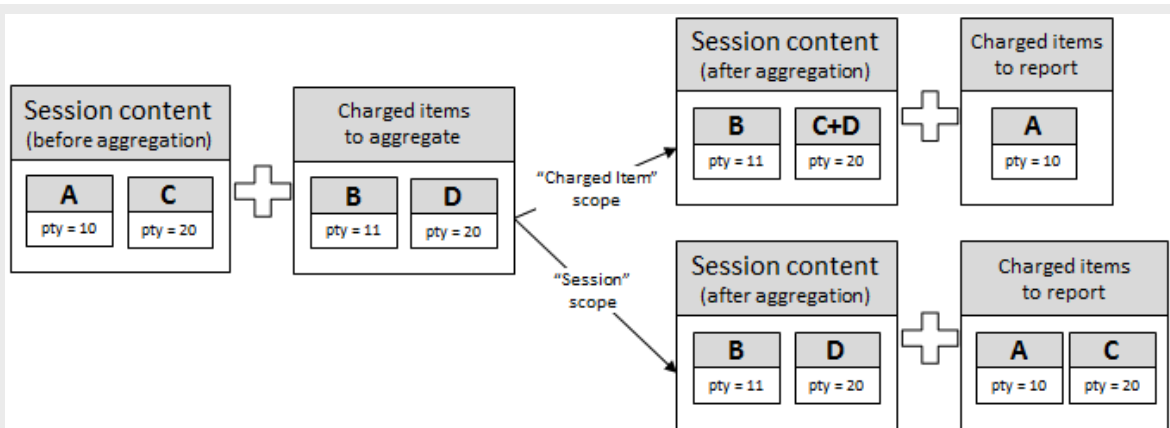 Session content
(before aggregation)
A
pty = 10
C
pty = 20
Charged items
to aggregate
B
pty = 11
D
pty = 20
“Charged Item”
scope
“Session”
scope
Session content
(after aggregation)
B
pty = 11
C+D
pty = 20
Charged items
to report
A
pty = 10
Session content
(after aggregation)
B
pty = 11
D
pty = 20
Charged items
to report
A
pty = 10
C
pty = 20